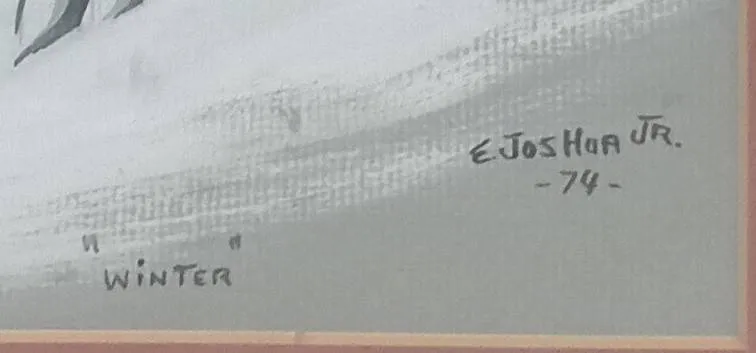 E. JOSHUA JR.
- 74 -
"WINTER"